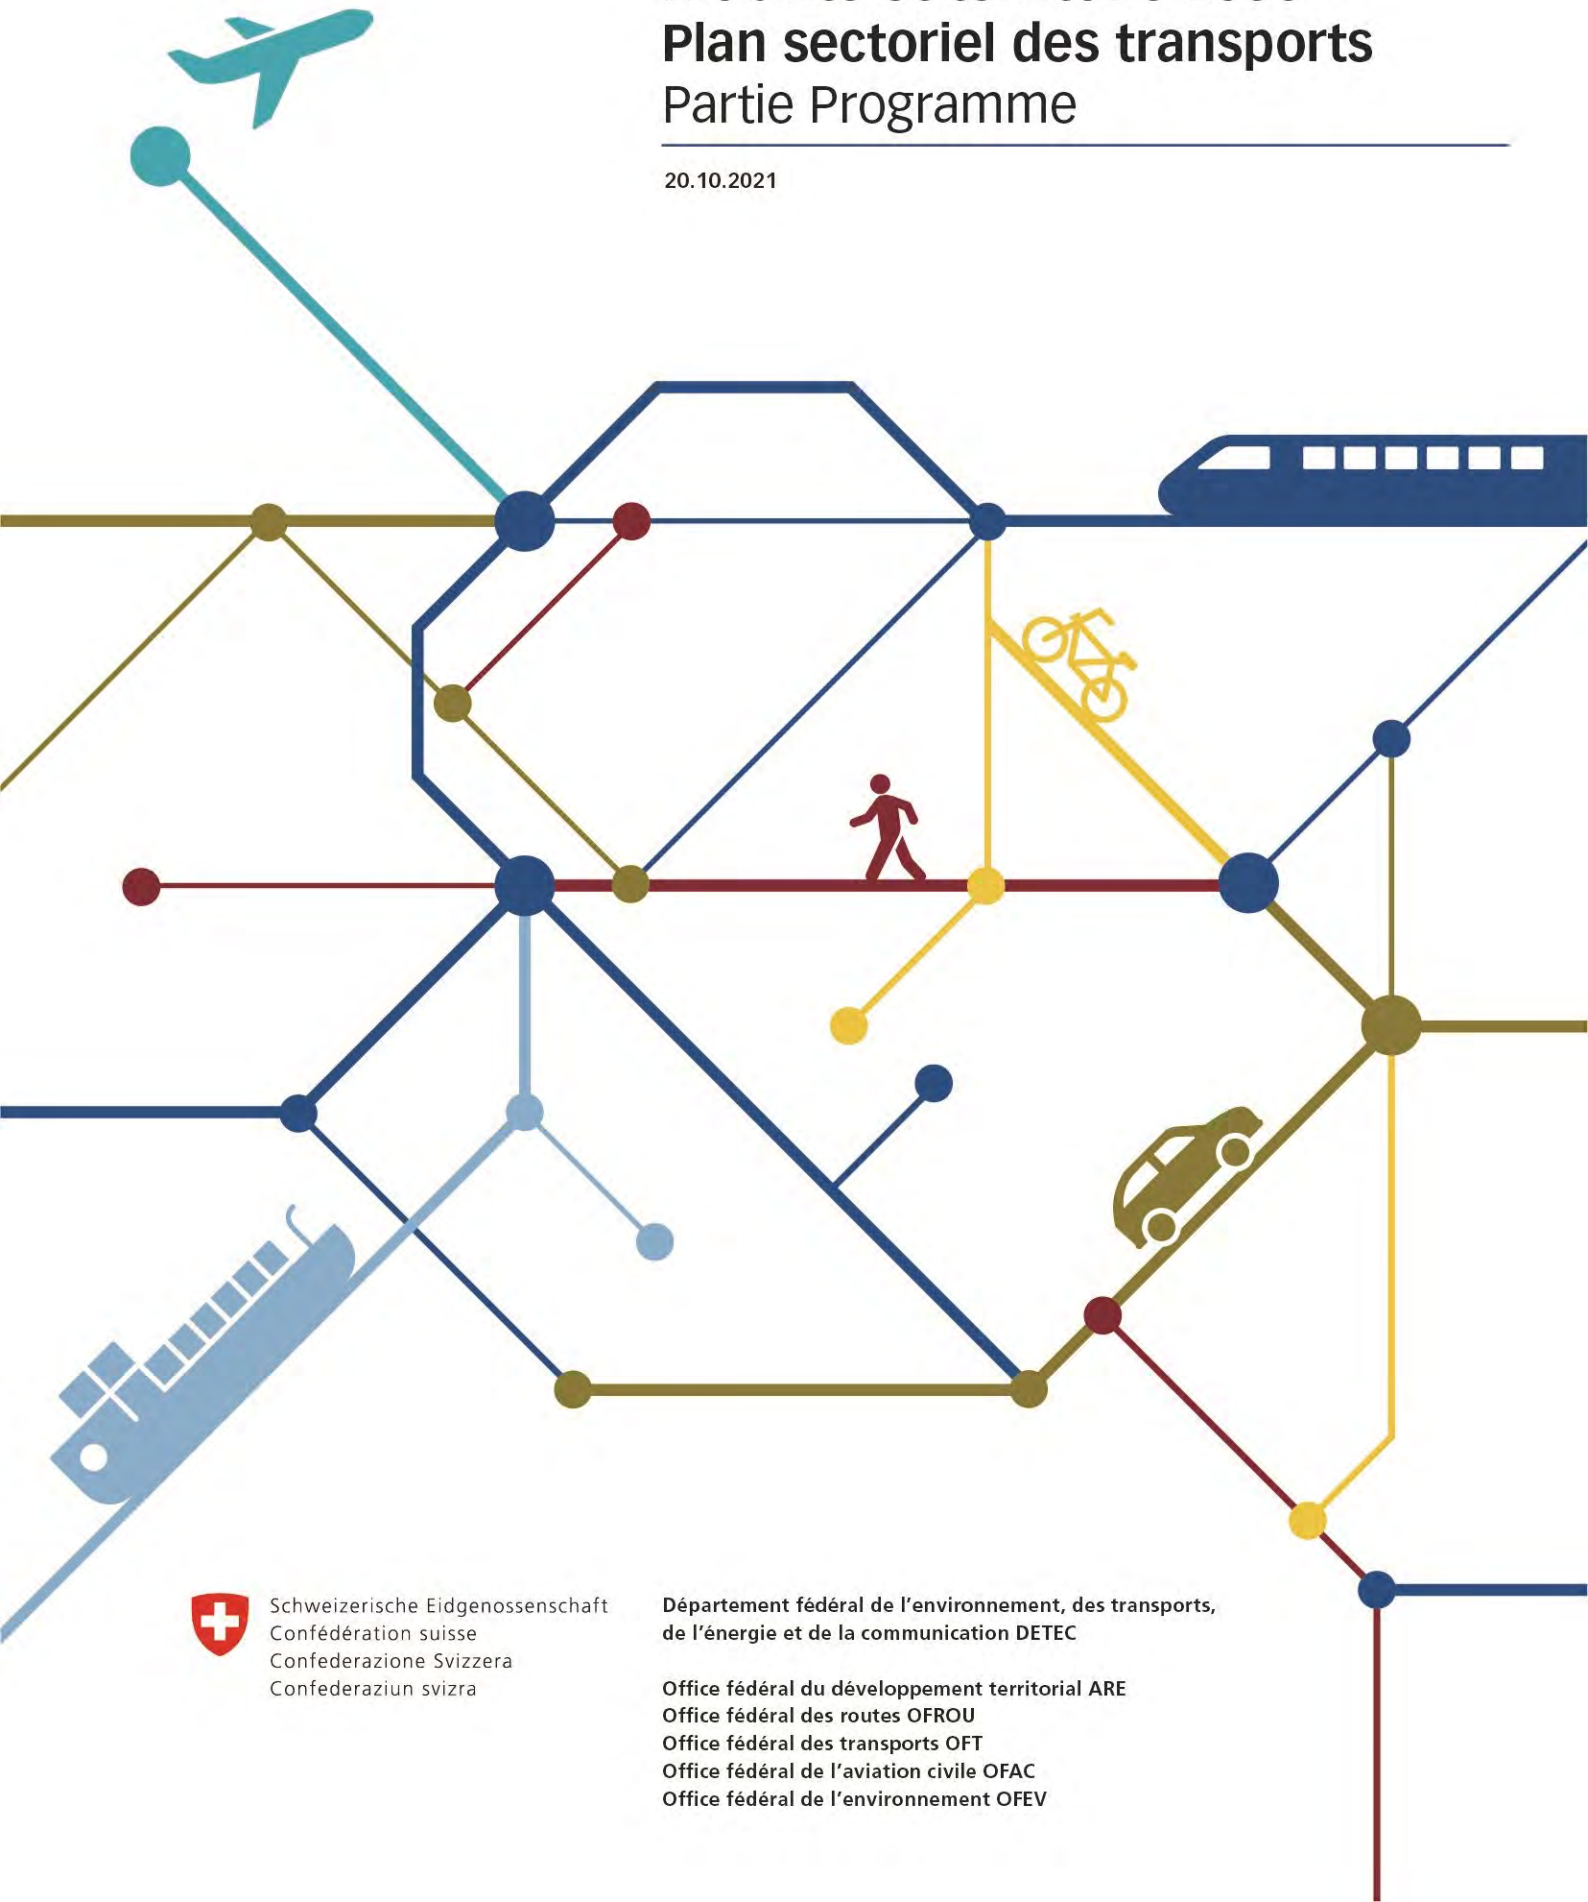 Plan sectoriel des transports
Partie Programme
20.10.2021
Schweizerische Eidgenossenschaft
Confédération suisse
Confederazione Svizzera
Confederaziun svizra
Département fédéral de l'environnement, des transports,
de l'énergie et de la communication DETEC
Office fédéral du développement territorial ARE
Office fédéral des routes OFROU
Office fédéral des transports OFT
Office fédéral de l'aviation civile OFAC
Office fédéral de l'environnement OFEV